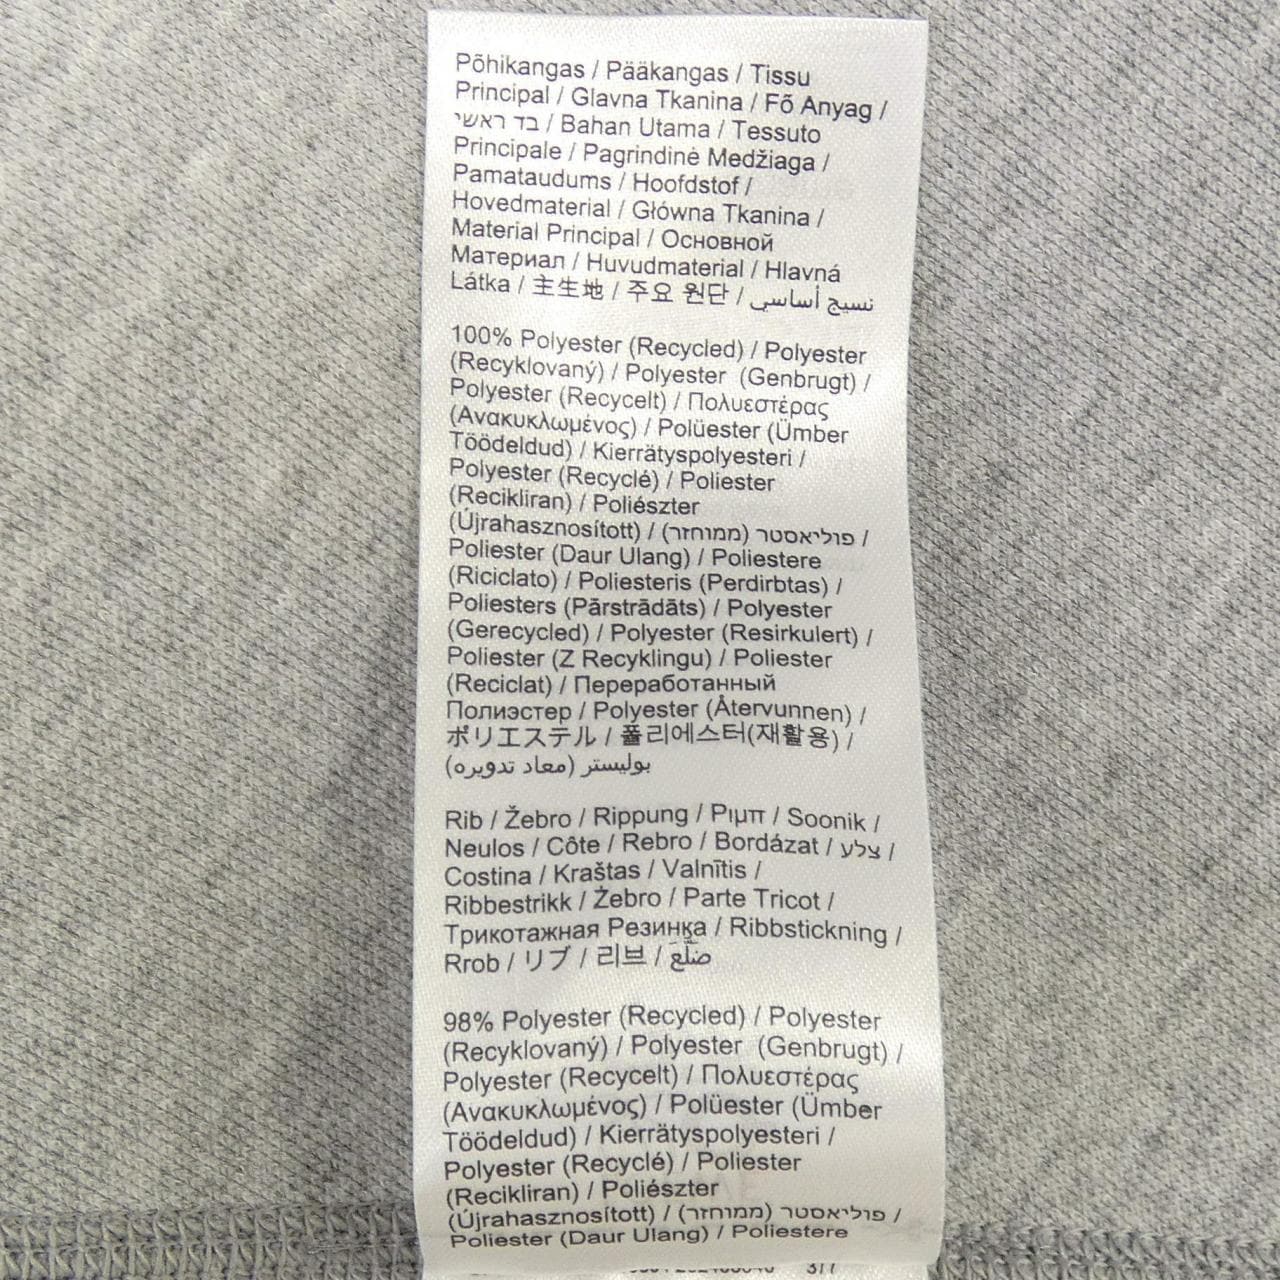 Põhikangas / Pääkangas / Tissu
Principal / Glavna Tkanina / Fõ Anyag /
בד ראשי / Bahan Utama / Tessuto
Principale / Pagrindinė Medžiaga /
Pamataudums / Hoofdstof /
Hovedmaterial / Główna Tkanina /
Material Principal / Основной
Материал / Huvudmaterial / Hlavná
Látka / 主生地 / 주요 원단 / نسيج أساسي
100% Polyester (Recycled) / Polyester
(Recyklovaný) / Polyester (Genbrugt) /
Polyester (Recycelt) / Πολυεστέρας
(Ανακυκλωμένος) / Polüester (Ümber
Töödeldud) / Kierrätyspolyesteri /
Polyester (Recyclé) / Poliester
(Recikliran) / Poliészter
(Újrahasznosított) / פוליאסטר (ממוחזר) /
Poliester (Daur Ulang) / Poliestere
(Riciclato) / Poliesteris (Perdirbtas) /
Poliesters (Pārstrādāts) / Polyester
(Gerecycled) / Polyester (Resirkulert) /
Poliester (Z Recyklingu) / Poliester
(Reciclat) / Переработанный
Полиэстер / Polyester (Återvunnen) /
ポリエステル / 폴리에스터(재활용) /
بوليستر (معاد تدويره)
Rib / Žebro / Rippung / Ριμπ / Soonik /
Neulos / Côte / Rebro / Bordázat / צלע /
Costina / Kraštas / Valnītis /
Ribbestrikk / Żebro / Parte Tricot /
Трикотажная Резинка / Ribbstickning /
Rrob / リブ / 리브 / ضلع
98% Polyester (Recycled) / Polyester
(Recyklovaný) / Polyester (Genbrugt) /
Polyester (Recycelt) / Πολυεστέρας
(Ανακυκλωμένος) / Polüester (Ümber
Töödeldud) / Kierrätyspolyesteri /
Polyester (Recyclé) / Poliester
(Recikliran) / Poliészter
(Újrahasznosított) / פוליאסטר (ממוחזר) /
Poliester (Daur Ulang) / Poliestere